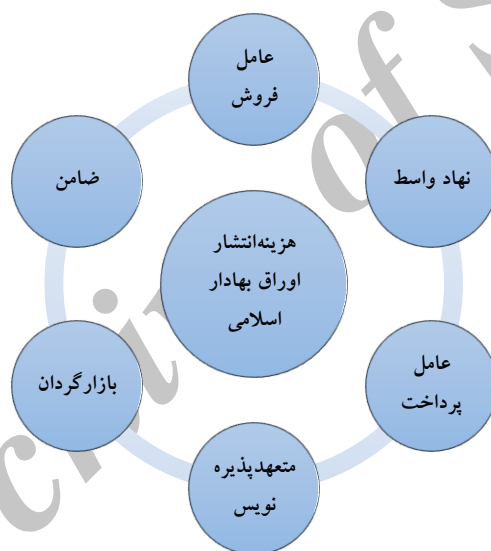 عامل
فروش
نهاد واسط
عامل
پرداخت
متعهدپذیره
نویس
بازارگردان
ضامن
هزینه‌انتشار
اوراق بهادار
اسلامی